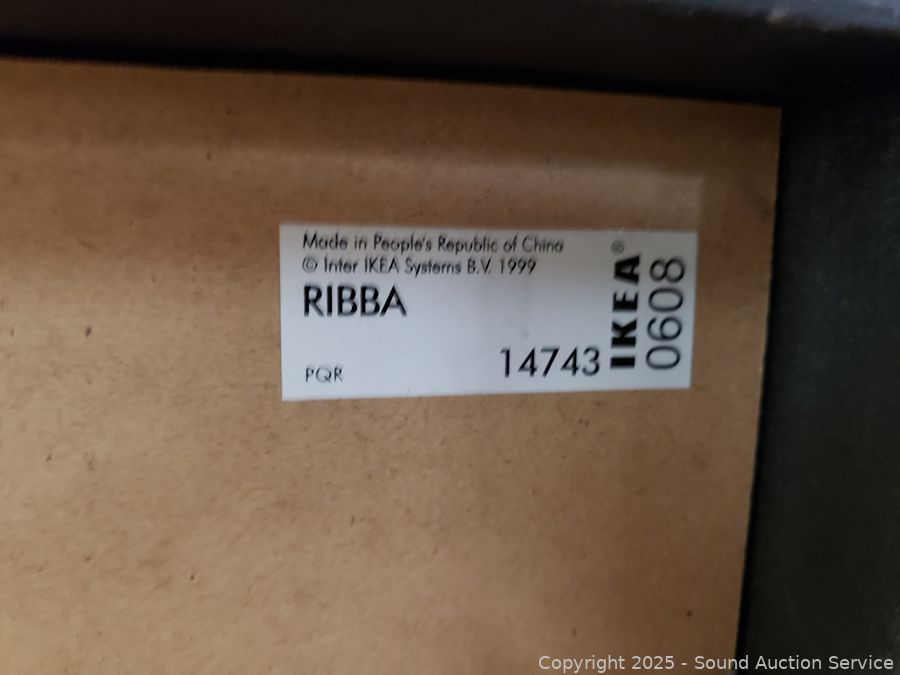 Made in People's Republic of China
© Inter IKEA Systems B.V. 1999
RIBBA
PQR
14743
IKEA®
0608
Copyright 2025 - Sound Auction Service